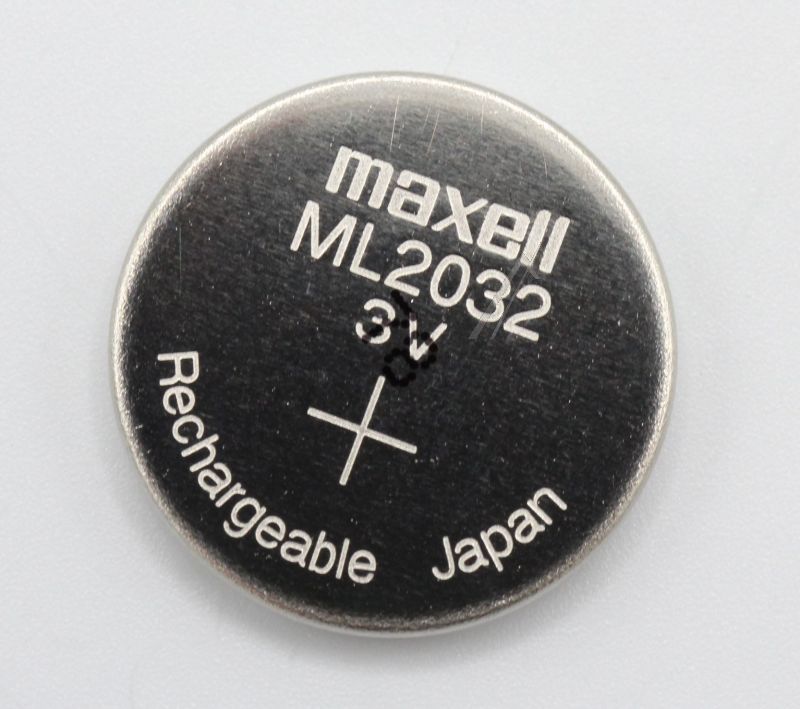 maxell
ML2032
3V
+
Rechargeable
Japan